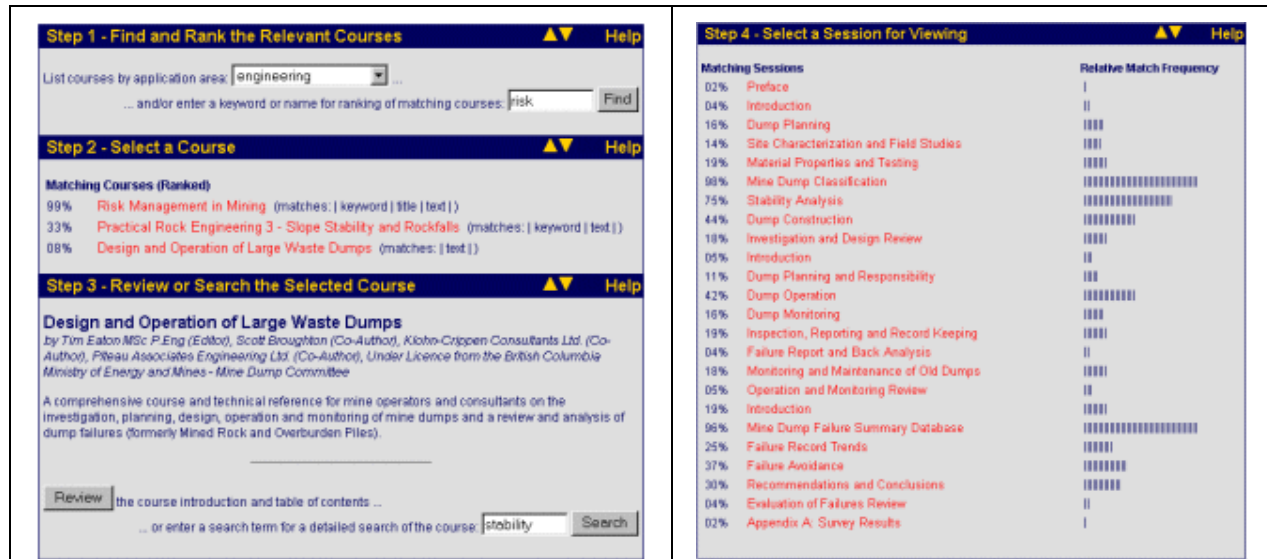 Step 1 - Find and Rank the Relevant Courses Help
List courses by application area: engineering ...
... and/or enter a keyword or name for ranking of matching courses: risk Find
Step 2 - Select a Course Help
Matching Courses (Ranked)
99% Risk Management in Mining (matches: | keyword | title | text | )
33% Practical Rock Engineering 3 - Slope Stability and Rockfalls (matches: | keyword | text | )
08% Design and Operation of Large Waste Dumps (matches: | text | )
Step 3 - Review or Search the Selected Course Help
Design and Operation of Large Waste Dumps
by Tim Eaton MSc P.Eng (Editor), Scott Broughton (Co-Author), Klohn-Crippen Consultants Ltd. (Co-
Author), Piteau Associates Engineering Ltd. (Co-Author), Under Licence from the British Columbia
Ministry of Energy and Mines - Mine Dump Committee
A comprehensive course and technical reference for mine operators and consultants on the
investigation, planning, design, operation and monitoring of mine dumps and a review and analysis of
dump failures (formerly Mined Rock and Overburden Piles).
Review the course introduction and table of contents ...
... or enter a search term for a detailed search of the course: stability Search
Step 4 - Select a Session for Viewing Help
Matching Sessions Relative Match Frequency
02% Preface
04% Introduction
16% Dump Planning
14% Site Characterization and Field Studies
19% Material Properties and Testing
98% Mine Dump Classification
75% Stability Analysis
44% Dump Construction
18% Investigation and Design Review
05% Introduction
11% Dump Planning and Responsibility
42% Dump Operation
16% Dump Monitoring
19% Inspection, Reporting and Record Keeping
04% Failure Report and Back Analysis
18% Monitoring and Maintenance of Old Dumps
05% Operation and Monitoring Review
19% Introduction
96% Mine Dump Failure Summary Database
25% Failure Record Trends
37% Failure Avoidance
30% Recommendations and Conclusions
04% Evaluation of Failures Review
02% Appendix A: Survey Results